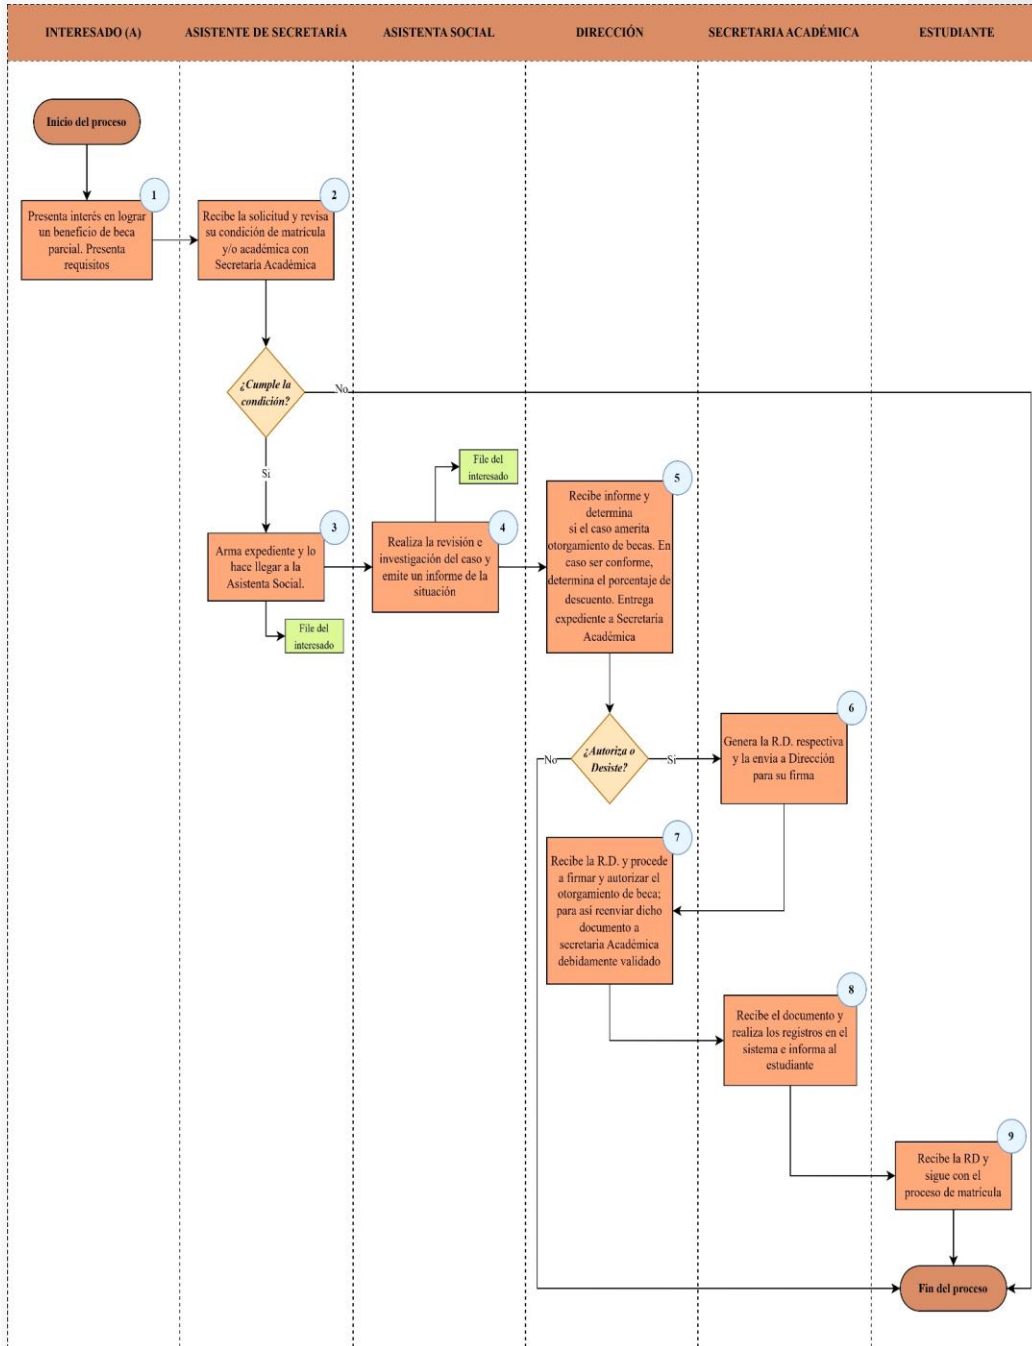 INTERESADO (A)
ASISTENTE DE SECRETARÍA
ASISTENTA SOCIAL
DIRECCIÓN
SECRETARIA ACADÉMICA
ESTUDIANTE
Inicio del proceso
1
Presenta interés en lograr
un beneficio de beca
parcial. Presenta
requisitos
2
Recibe la solicitud y revisa
su condición de matrícula
y/o académica con
Secretaría Académica
¿Cumple la
condición?
No
Si
3
Arma expediente y lo
hace llegar a la
Asistenta Social.
File del
interesado
File del
interesado
4
Realiza la revisión e
investigación del caso y
emite un informe de la
situación
5
Recibe informe y
determina
si el caso amerita
otorgamiento de becas. En
caso ser conforme,
determina el porcentaje de
descuento. Entrega
expediente a Secretaría
Académica
¿Autoriza o
Desiste?
No
Si
6
Genera la R.D. respectiva
y la envia a Dirección
para su firma
7
Recibe la R.D. y procede
a firmar y autorizar el
otorgamiento de beca;
para así reenviar dicho
documento a
secretaria Académica
debidamente validado
8
Recibe el documento y
realiza los registros en el
sistema e informa al
estudiante
9
Recibe la RD y
sigue con el
proceso de matrícula
Fin del proceso